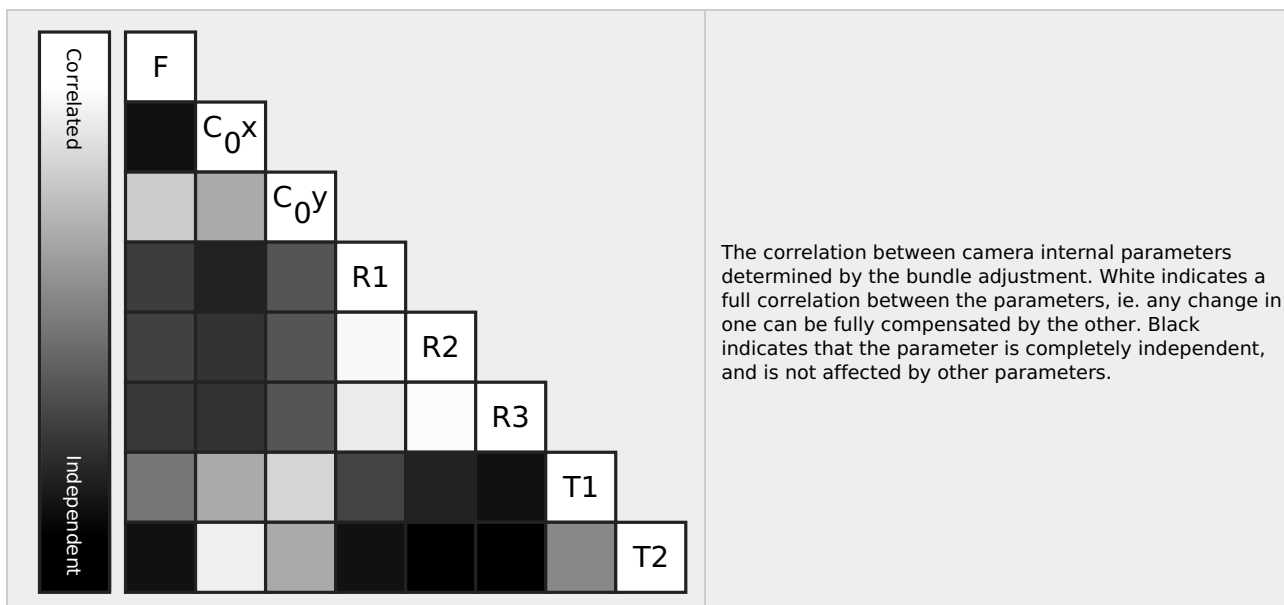 Correlated
Independent
F
C0x
C0y
R1
R2
R3
T1
T2
The correlation between camera internal parameters
determined by the bundle adjustment. White indicates a
full correlation between the parameters, ie. any change in
one can be fully compensated by the other. Black
indicates that the parameter is completely independent,
and is not affected by other parameters.